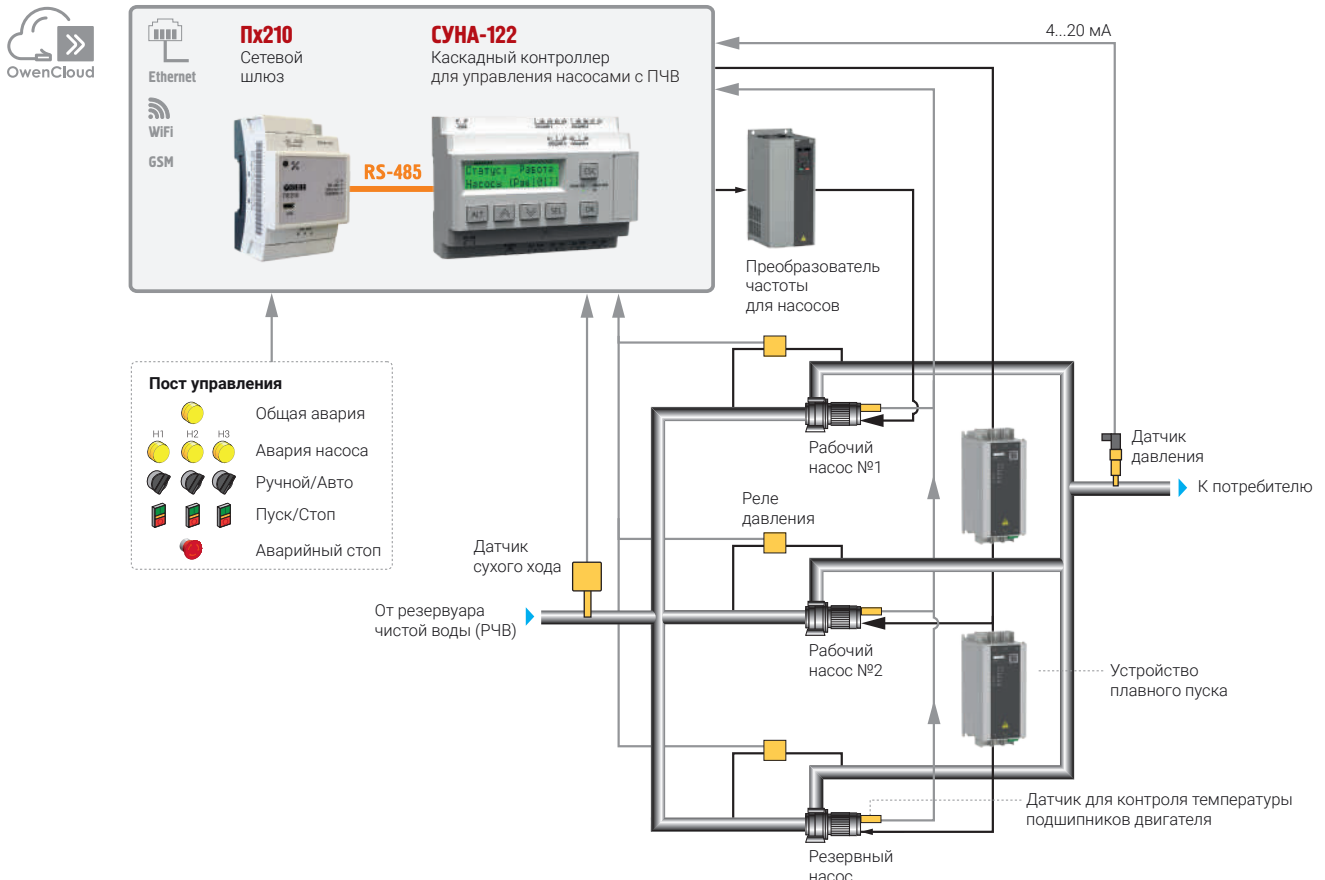 OwenCloud
Ethernet
WiFi
GSM
Пх210
Сетевой
шлюз
RS-485
СУНА-122
Каскадный контроллер
для управления насосами с ПЧВ
Статус: Работа
ALT
SEL
OK
ESC
4...20 мА
Преобразователь
частоты
для насосов
Пост управления
Общая авария
H1 H2 H3
Авария насоса
Ручной/Авто
Пуск/Стоп
Аварийный стоп
Рабочий
насос №1
Датчик
давления
К потребителю
Реле
давления
Датчик
сухого хода
От резервуара
чистой воды (РЧВ)
Рабочий
насос №2
Устройство
плавного пуска
Датчик для контроля температуры
подшипников двигателя
Резервный
насос